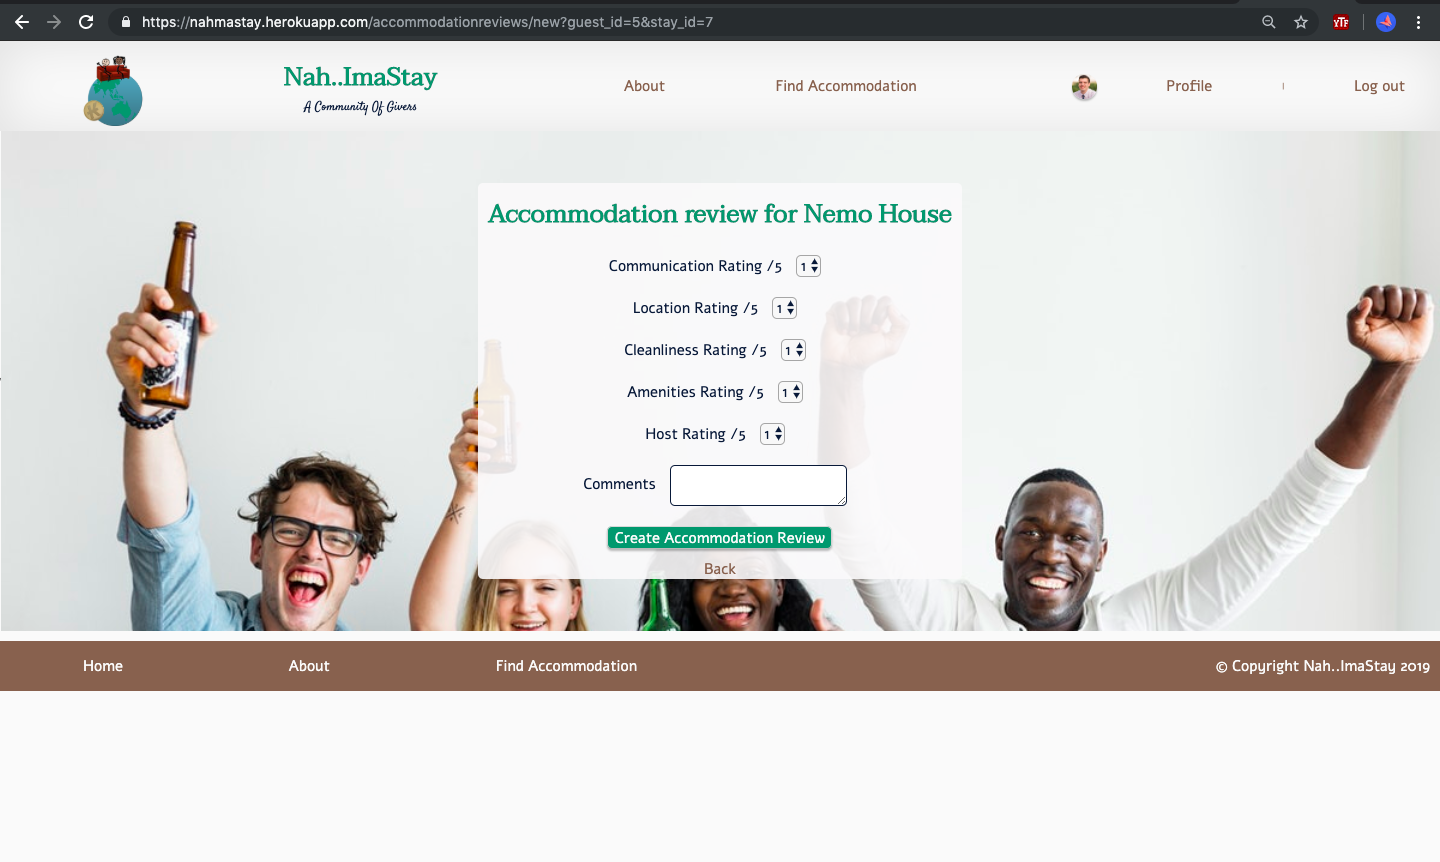 https://nahmastay.herokuapp.com/accommodationreviews/new?guest_id=5&stay_id=7
YTF
Nah..ImaStay
A Community Of Givers
About
Find Accommodation
Profile
Log out
Accommodation review for Nemo House
Communication Rating /5 1
Location Rating /5 1
Cleanliness Rating /5 1
Amenities Rating /5 1
Host Rating /5 1
Comments
Create Accommodation Review
Back
Home
About
Find Accommodation
© Copyright Nah..ImaStay 2019